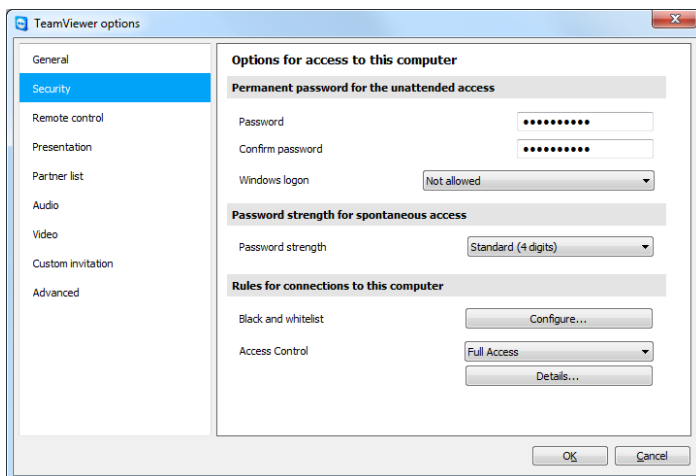 TeamViewer options
General
Security
Remote control
Presentation
Partner list
Audio
Video
Custom invitation
Advanced
Options for access to this computer
Permanent password for the unattended access
Password ••••••••••
Confirm password ••••••••••
Windows logon Not allowed
Password strength for spontaneous access
Password strength Standard (4 digits)
Rules for connections to this computer
Black and whitelist Configure...
Access Control Full Access
Details...
OK Cancel